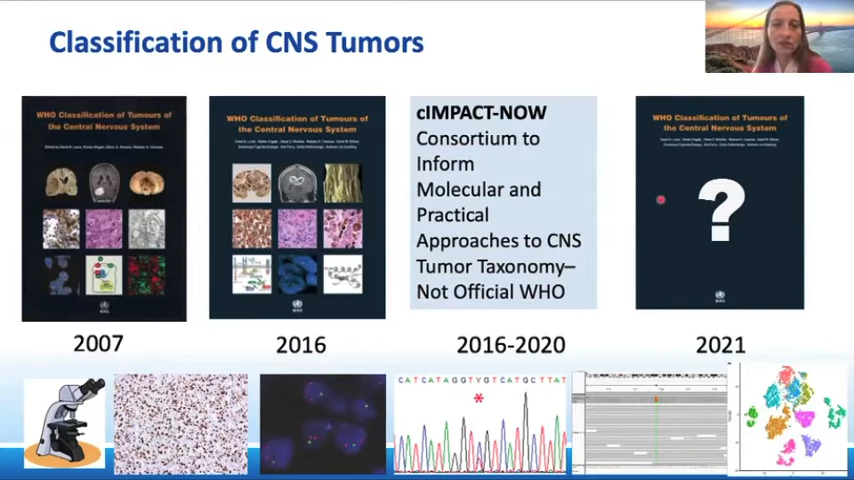 Classification of CNS Tumors
WHO Classification of Tumours of
the Central Nervous System
WHO Classification of Tumours of
the Central Nervous System
cIMPACT-NOW
Consortium to
Inform
Molecular and
Practical
Approaches to CNS
Tumor Taxonomy–
Not Official WHO
WHO Classification of Tumours of
the Central Nervous System
?
2007
2016
2016-2020
2021
CATCATAGGTYGTCATGCTTAT
*